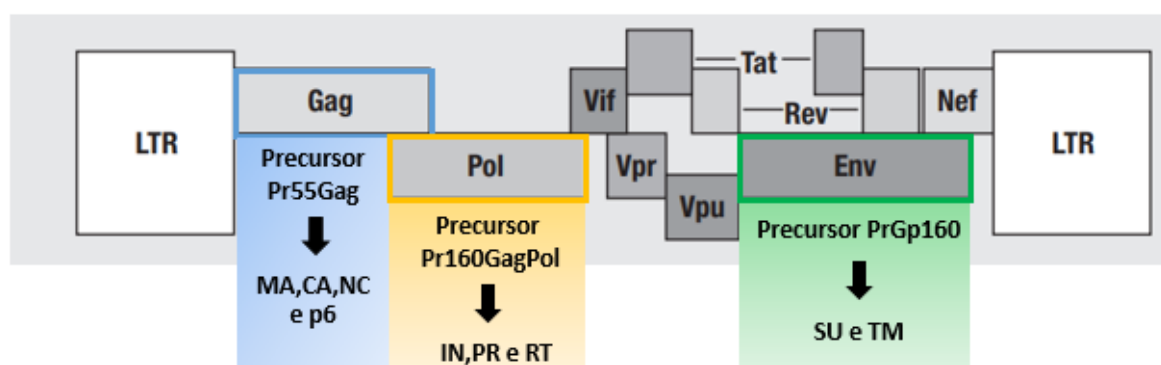 LTR
Gag
Pol
Vif
Vpr
Vpu
Tat
Rev
Env
Nef
LTR
Precursor
Pr55Gag
MA,CA,NC
e p6
Precursor
Pr160GagPol
IN,PR e RT
Precursor PrGp160
SU e TM